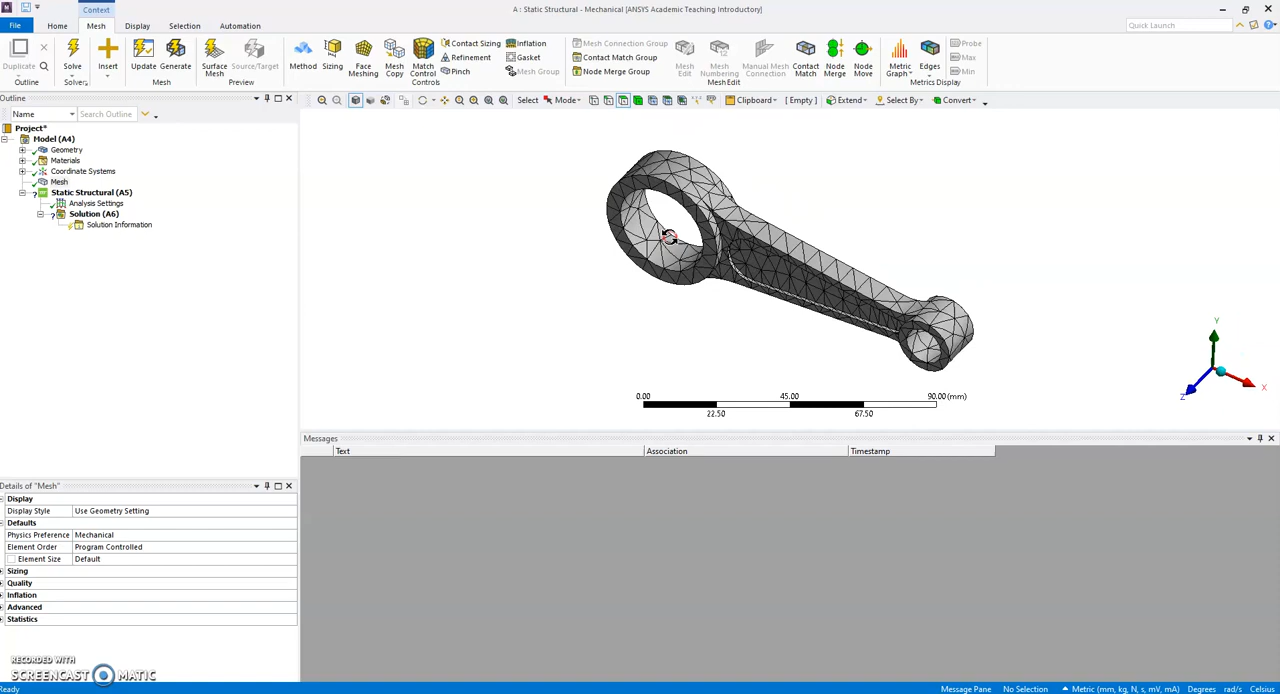 Context
A : Static Structural - Mechanical [ANSYS Academic Teaching Introductory]
File Home Mesh Display Selection Automation
Quick Launch
Duplicate
Outline
Solve
Solver
Insert
Update Generate
Mesh
Surface Mesh
Source/Target
Preview
Method Sizing Face Meshing Mesh Copy Match Control
Contact Sizing
Refinement
Pinch
Inflation
Gasket
Mesh Group
Controls
Mesh Connection Group
Contact Match Group
Node Merge Group
Mesh Edit
Mesh Numbering
Manual Mesh Connection
Contact Match
Node Merge
Node Move
Mesh Edit
Metric Graph
Edges
Probe
Max
Min
Metrics Display
Outline
Name Search Outline
Select Mode Clipboard [ Empty ] Extend Select By Convert
Project*
Model (A4)
Geometry
Materials
Coordinate Systems
Mesh
Static Structural (A5)
Analysis Settings
Solution (A6)
Solution Information
Y
X
Z
0.00 45.00 90.00 (mm)
22.50 67.50
Messages
Text Association Timestamp
Details of "Mesh"
Display
Display Style Use Geometry Setting
Defaults
Physics Preference Mechanical
Element Order Program Controlled
Element Size Default
Sizing
Quality
Inflation
Advanced
Statistics
RECORDED WITH
SCREENCAST MATIC
Ready
Message Pane No Selection Metric (mm, kg, N, s, mV, mA) Degrees rad/s Celsius